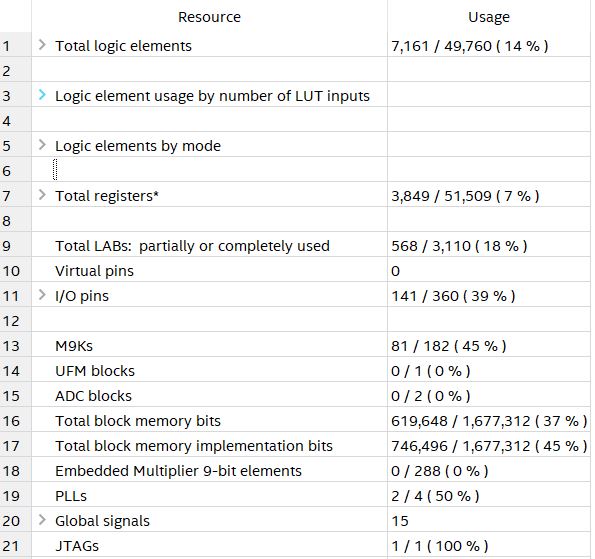 Resource Usage
1 Total logic elements 7,161 / 49,760 ( 14 % )
2
3 Logic element usage by number of LUT inputs
4
5 Logic elements by mode
6
7 Total registers* 3,849 / 51,509 ( 7 % )
8
9 Total LABs:  partially or completely used 568 / 3,110 ( 18 % )
10 Virtual pins 0
11 I/O pins 141 / 360 ( 39 % )
12
13 M9Ks 81 / 182 ( 45 % )
14 UFM blocks 0 / 1 ( 0 % )
15 ADC blocks 0 / 2 ( 0 % )
16 Total block memory bits 619,648 / 1,677,312 ( 37 % )
17 Total block memory implementation bits 746,496 / 1,677,312 ( 45 % )
18 Embedded Multiplier 9-bit elements 0 / 288 ( 0 % )
19 PLLs 2 / 4 ( 50 % )
20 Global signals 15
21 JTAGs 1 / 1 ( 100 % )